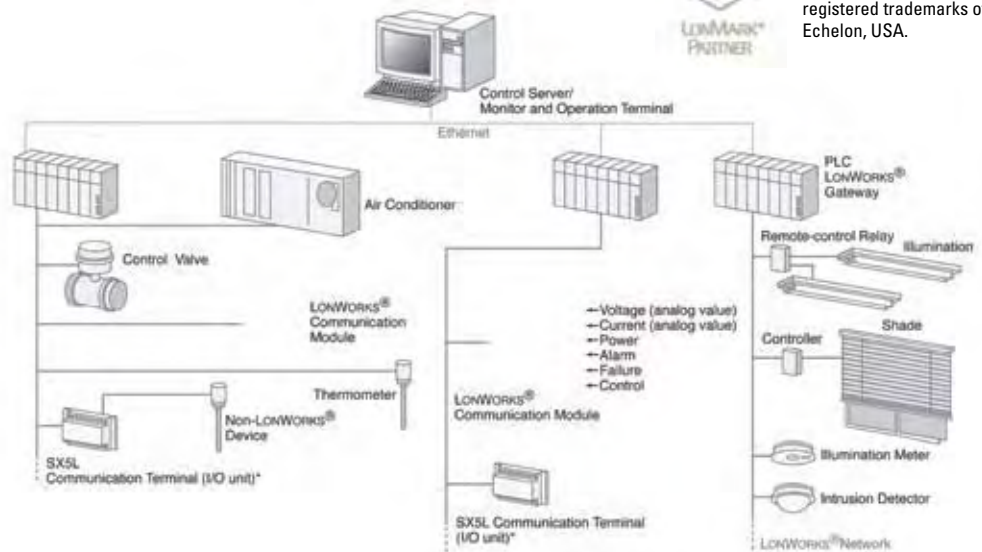 registered trademarks o
Echelon, USA.
LONMARK®
PARTNER
Control Server/
Monitor and Operation Terminal
Ethernet
PLC
LONWORKS®
Gateway
Air Conditioner
Remote-control Relay
Illumination
Control Valve
LONWORKS®
Communication
Module
←Voltage (analog value)
←Current (analog value)
←Power
←Alarm
←Failure
←Control
Controller
Shade
Thermometer
Non-LONWORKS®
Device
LONWORKS®
Communication Module
SX5L
Communication Terminal (I/O unit)*
Illumination Meter
Intrusion Detector
SX5L Communication Terminal
(I/O unit)*
LONWORKS®Network